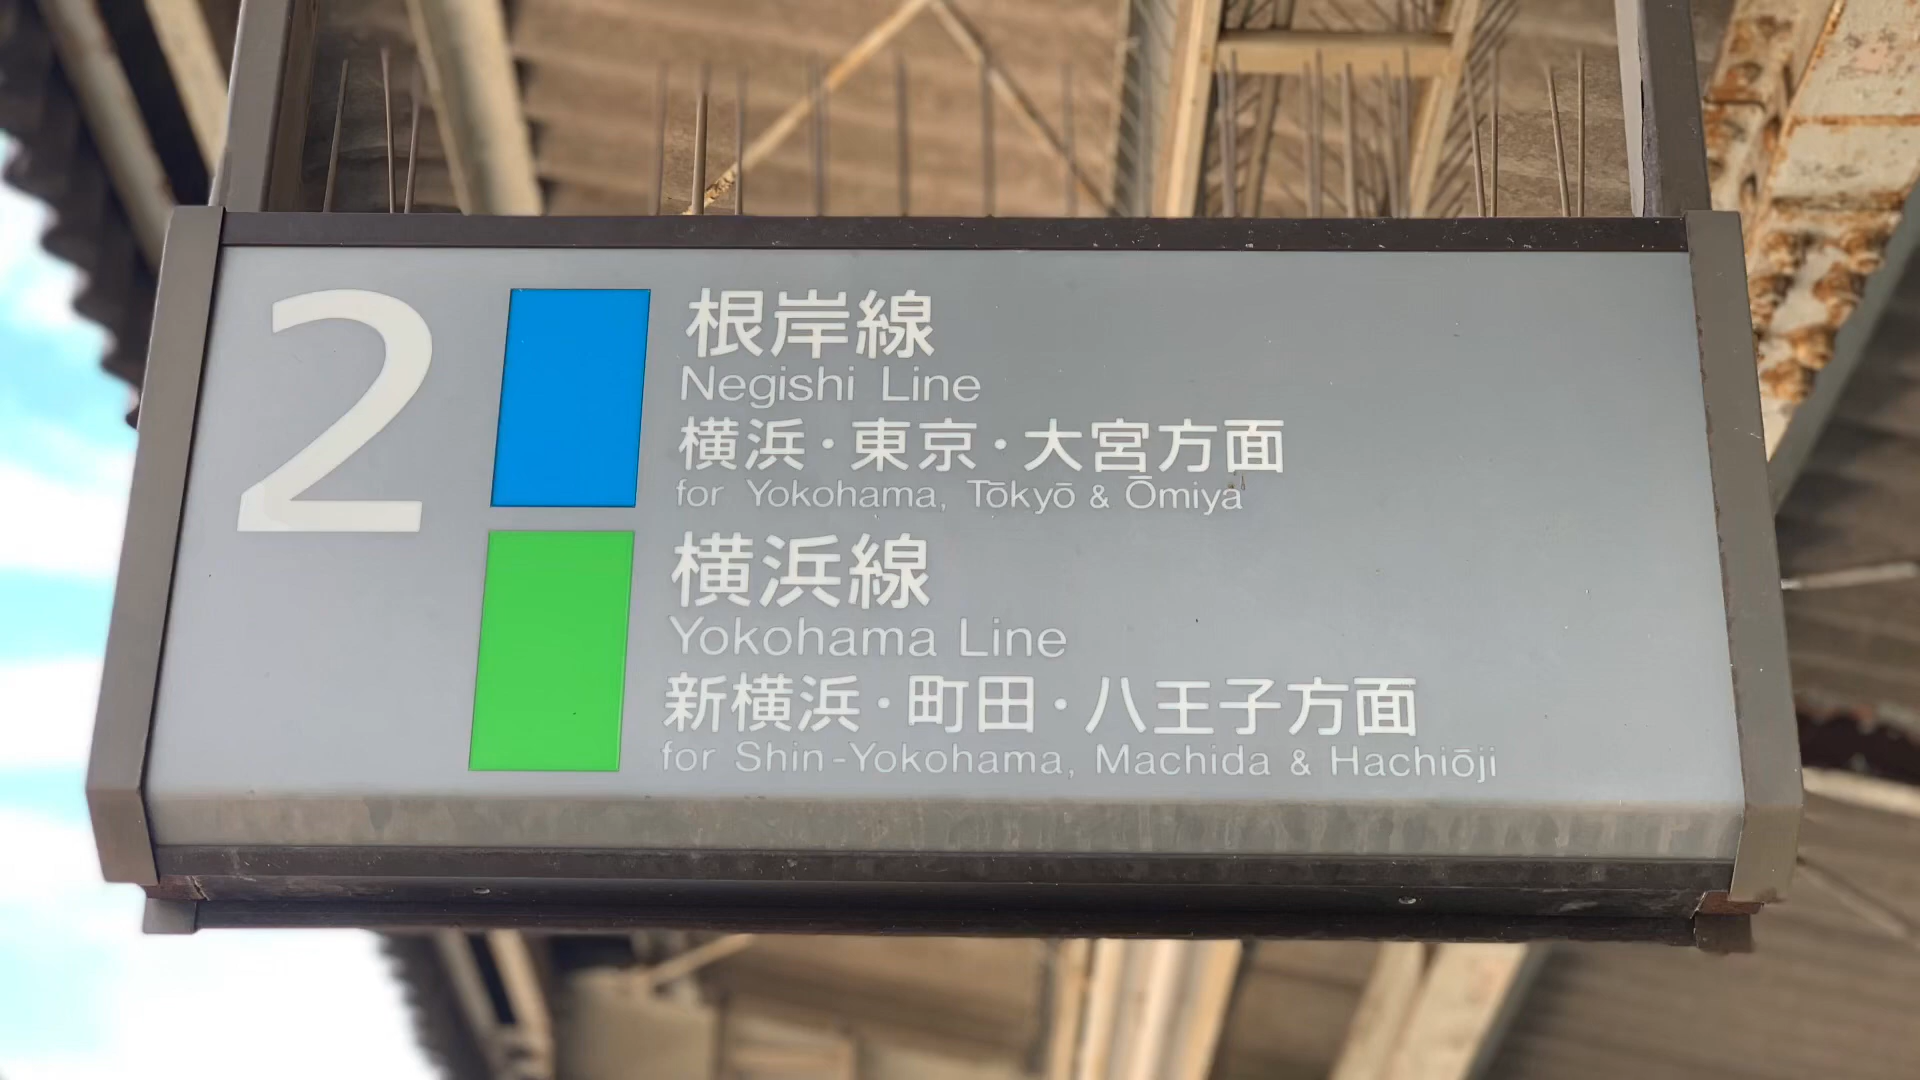 2
根岸線
Negishi Line
横浜・東京・大宮方面
for Yokohama, Tōkyō & Ōmiya
横浜線
Yokohama Line
新横浜・町田・八王子方面
for Shin-Yokohama, Machida & Hachiōji